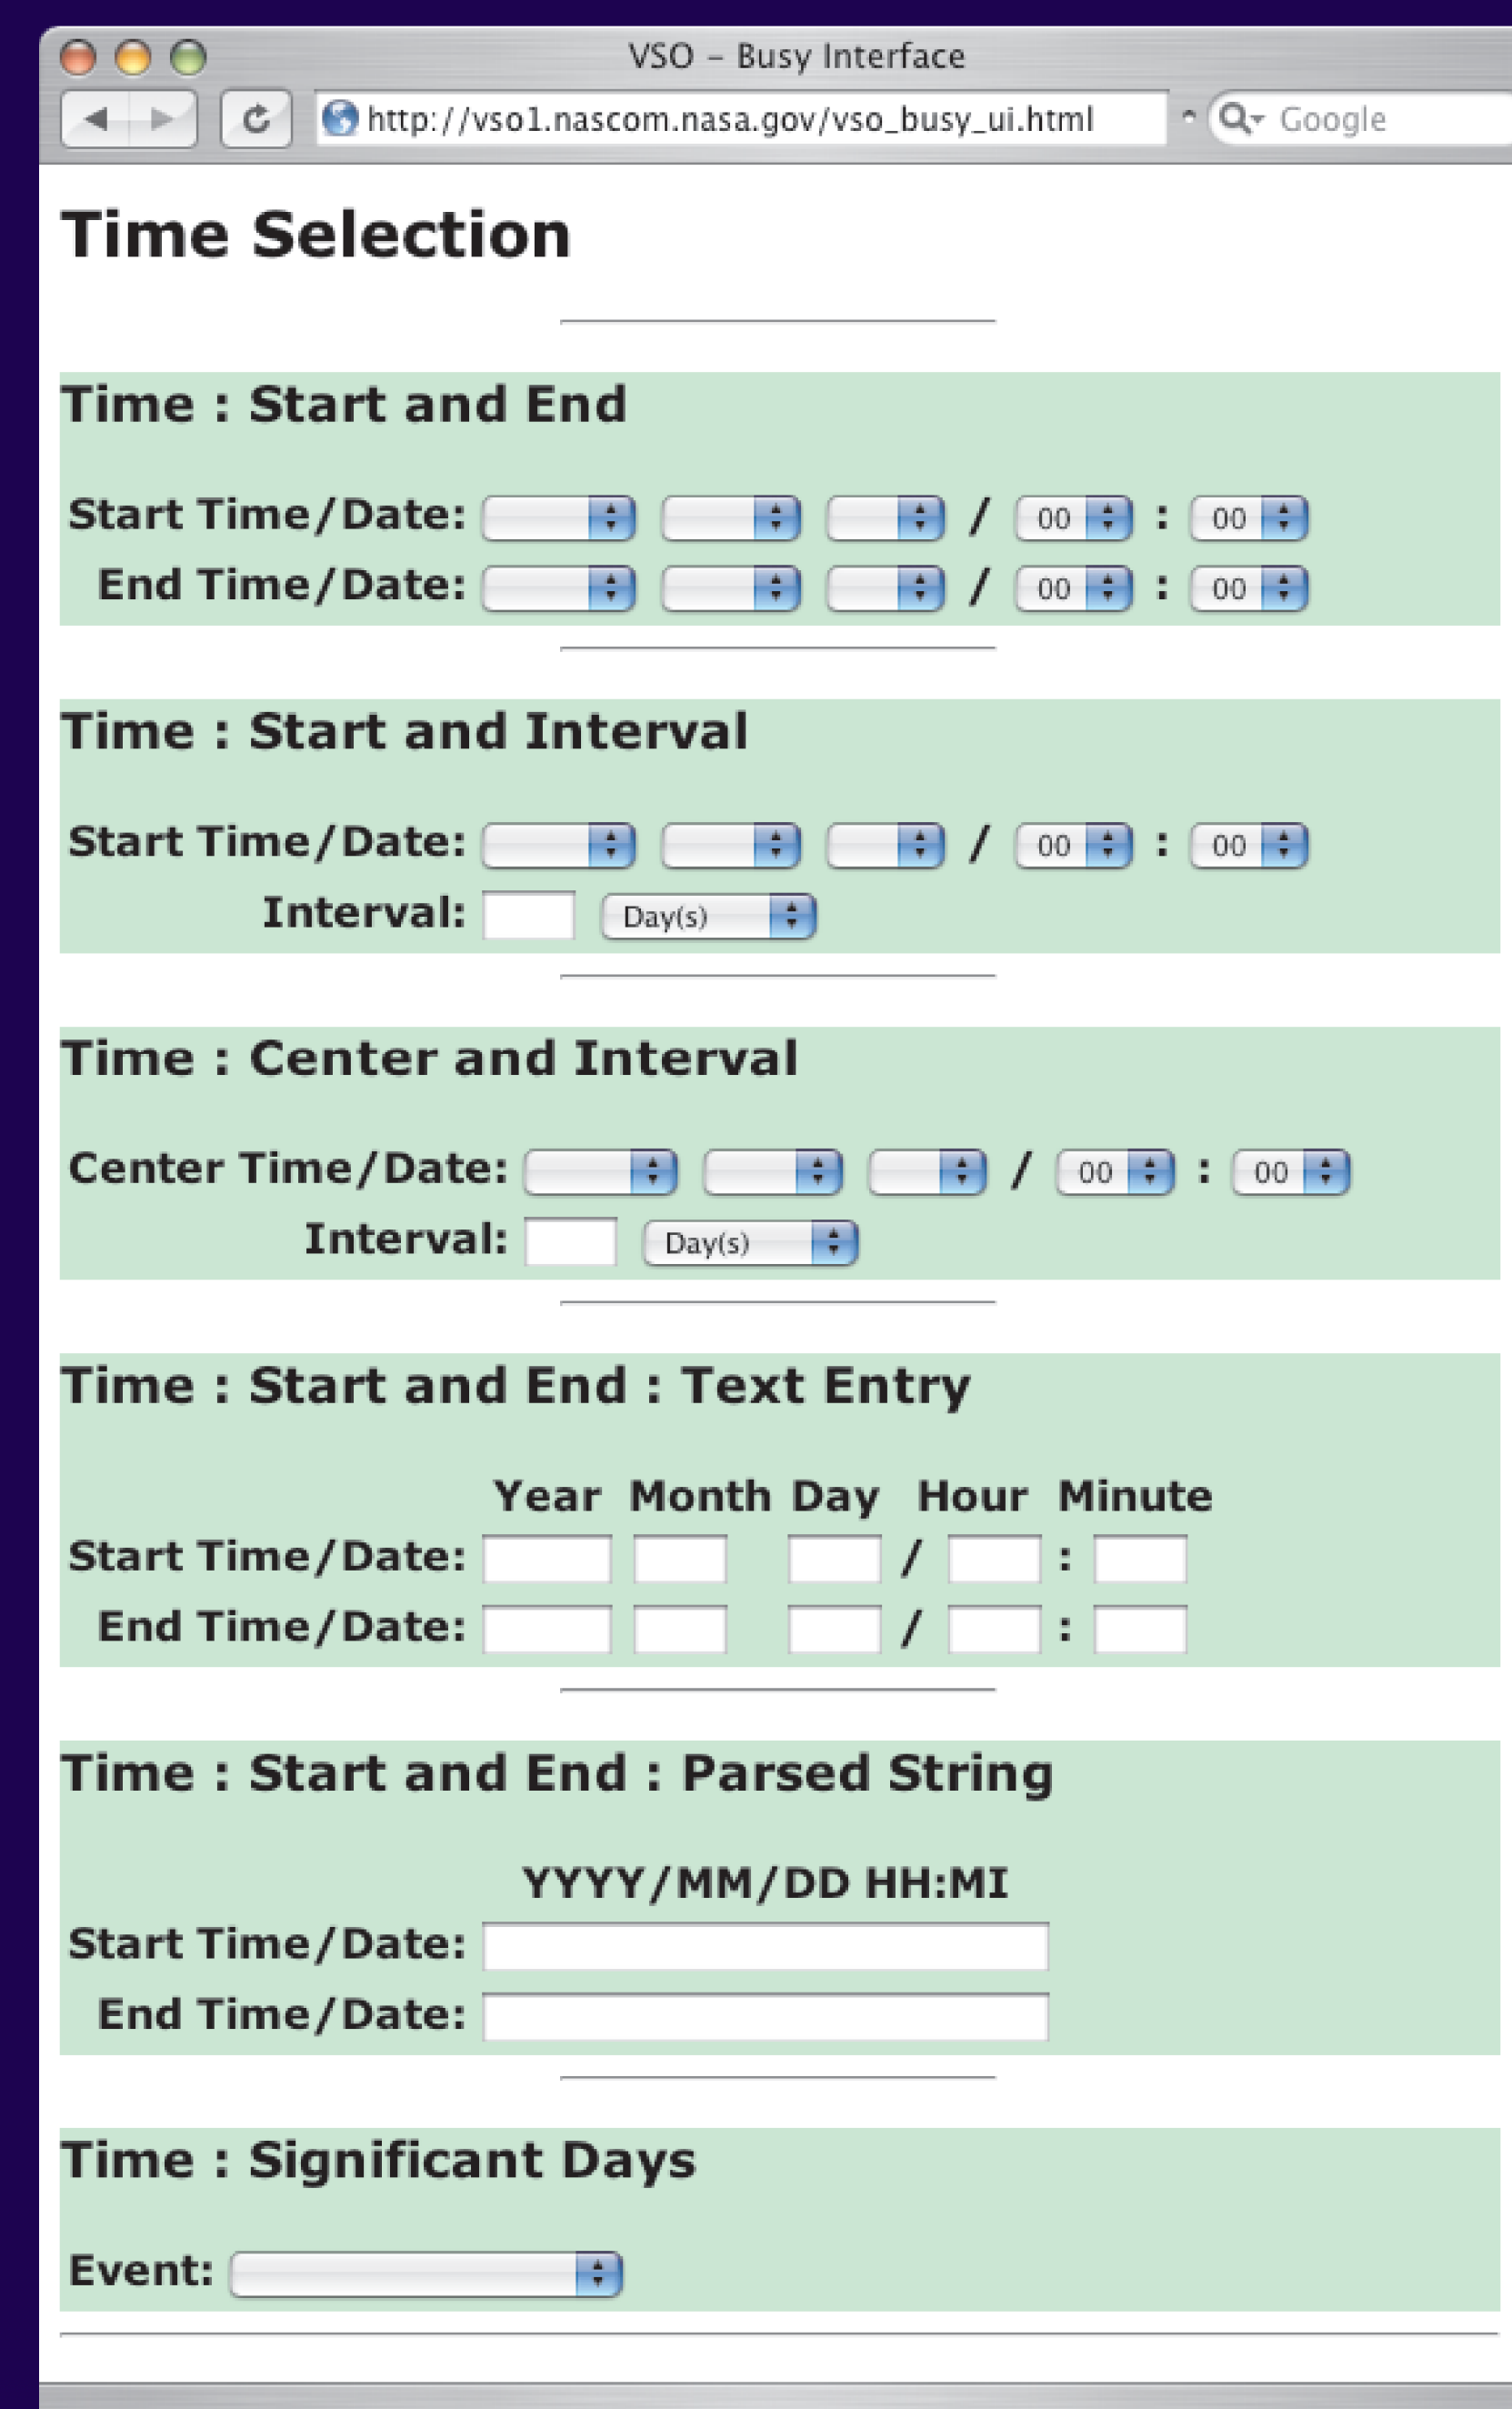 VSO – Busy Interface
http://vso1.nascom.nasa.gov/vso_busy_ui.html Google
Time Selection
Time : Start and End
Start Time/Date: / 00 : 00
End Time/Date: / 00 : 00
Time : Start and Interval
Start Time/Date: / 00 : 00
Interval: Day(s)
Time : Center and Interval
Center Time/Date: / 00 : 00
Interval: Day(s)
Time : Start and End : Text Entry
Year Month Day Hour Minute
Start Time/Date: / :
End Time/Date: / :
Time : Start and End : Parsed String
YYYY/MM/DD HH:MI
Start Time/Date:
End Time/Date:
Time : Significant Days
Event: